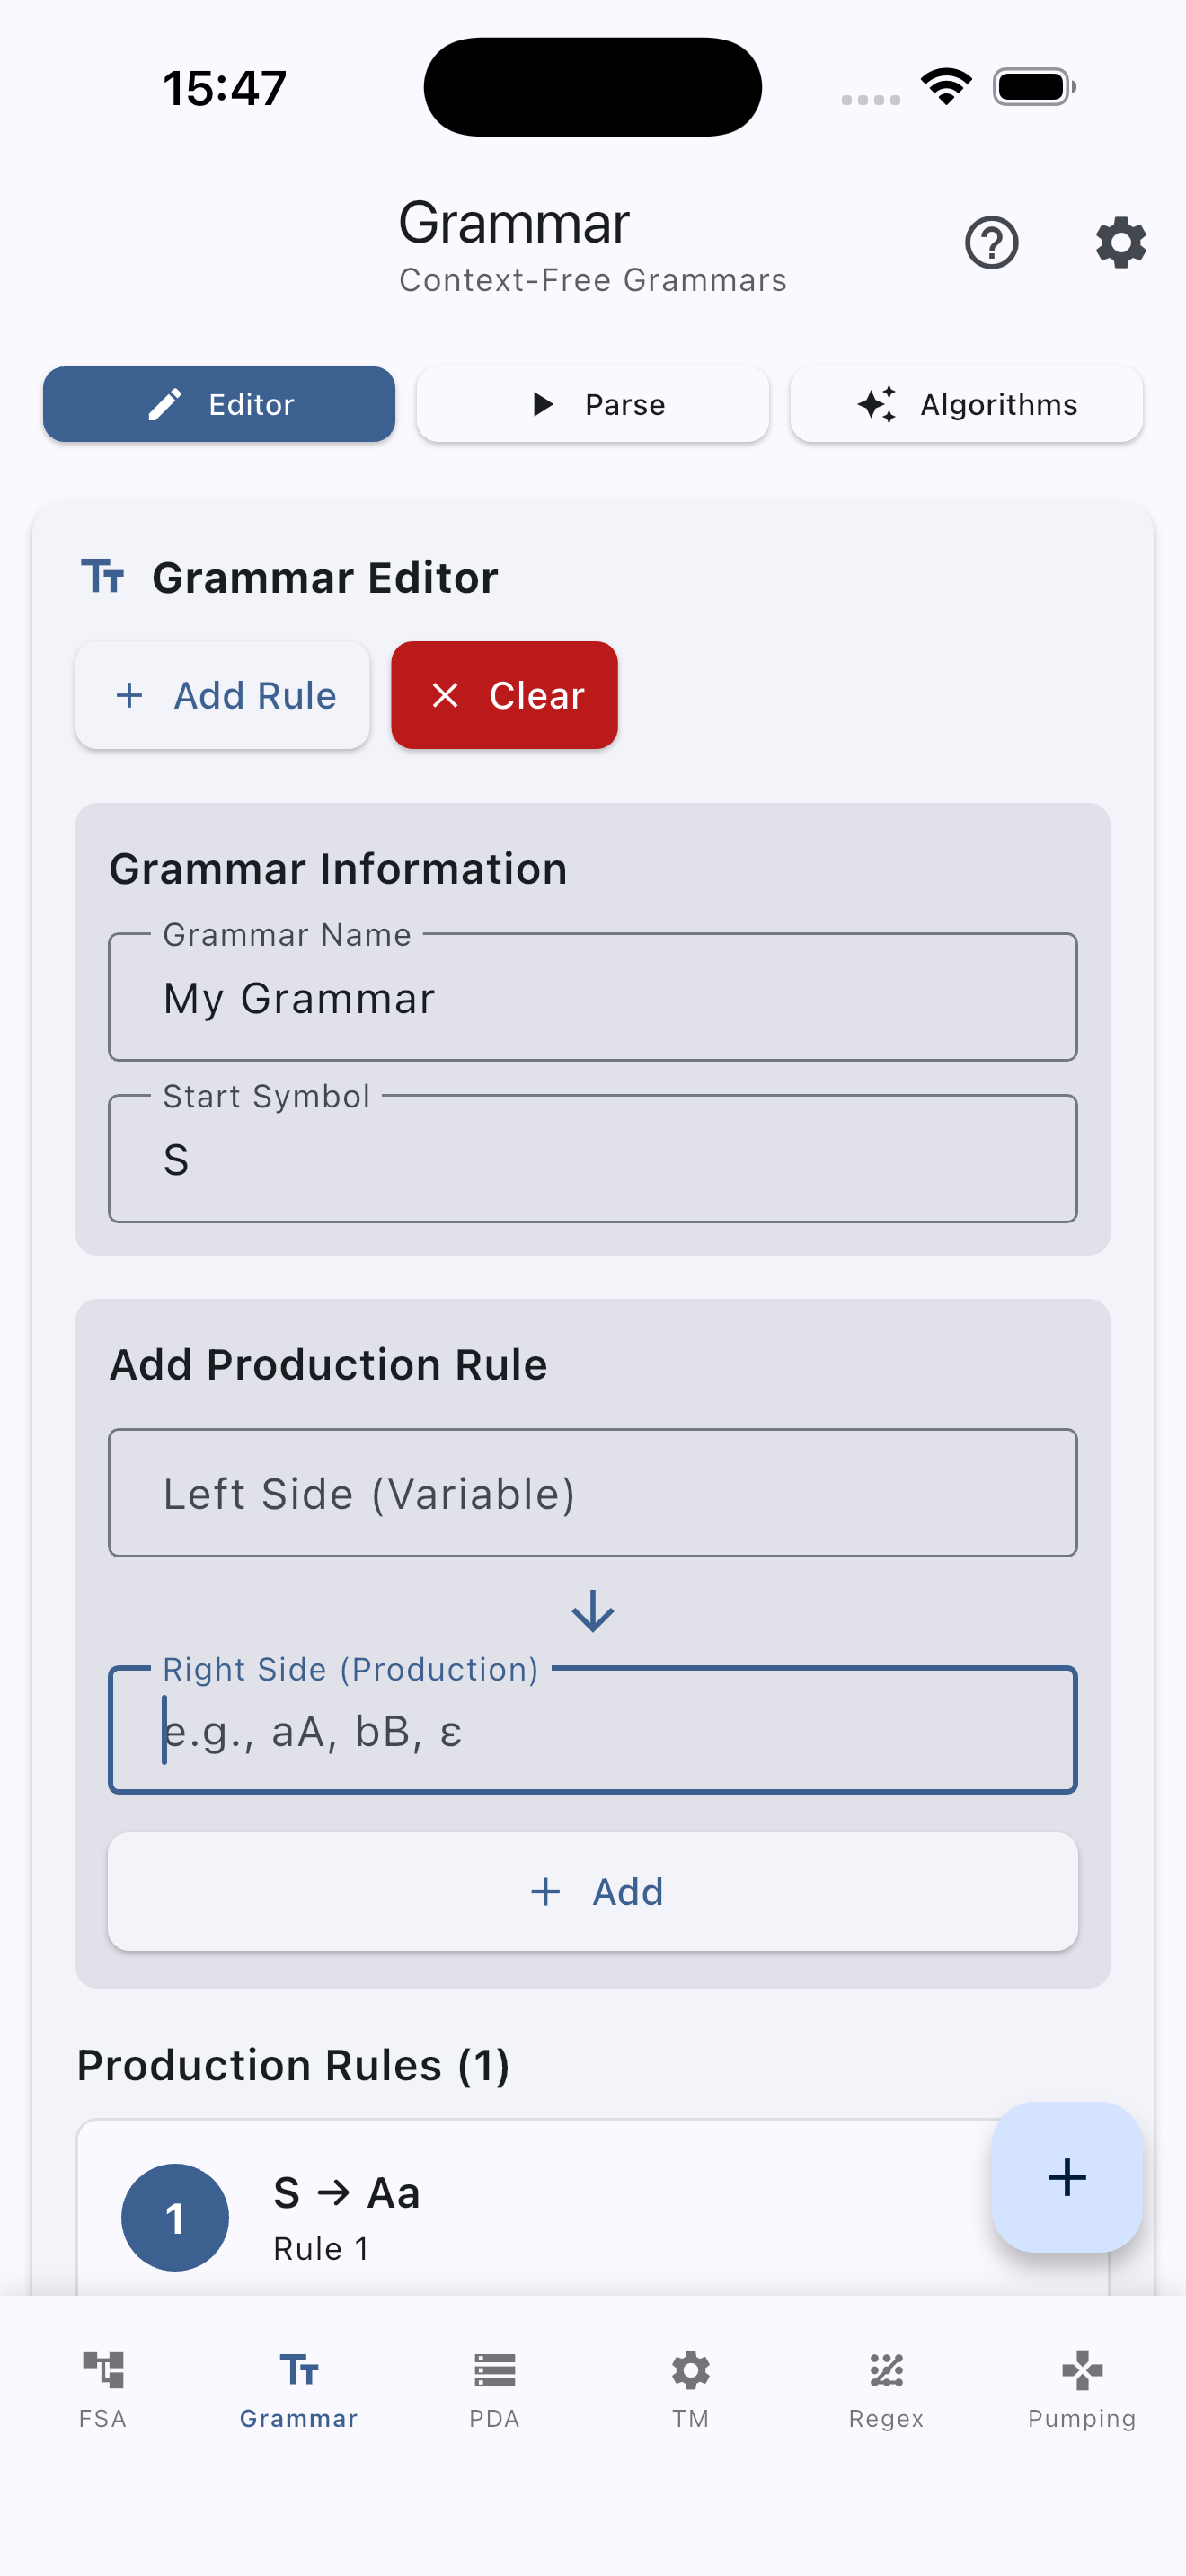 15:47
Grammar
Context-Free Grammars
Editor
Parse
Algorithms
Grammar Editor
+ Add Rule
Clear
Grammar Information
Grammar Name
My Grammar
Start Symbol
S
Add Production Rule
Left Side (Variable)
↓
Right Side (Production)
e.g., aA, bB, ε
+ Add
Production Rules (1)
1
S → Aa
Rule 1
+
FSA
Grammar
PDA
TM
Regex
Pumping